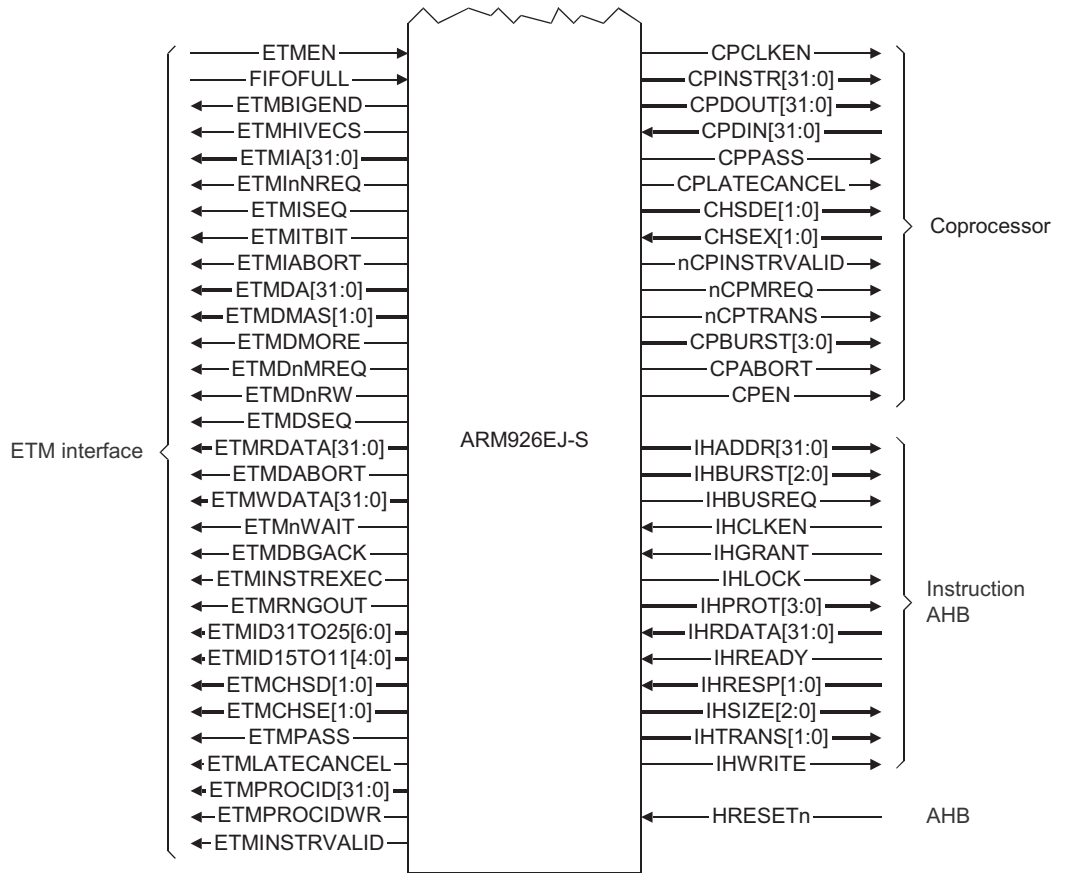 ETMEN
FIFOFULL
ETMBIGEND
ETMHIVECS
ETMIA[31:0]
ETMInNREQ
ETMISEQ
ETMITBIT
ETMIABORT
ETMDA[31:0]
ETMDMAS[1:0]
ETMDMORE
ETMDnMREQ
ETMDnRW
ETMDSEQ
ETMRDATA[31:0]
ETMDABORT
ETMWDATA[31:0]
ETMnWAIT
ETMDBGACK
ETMINSTREXEC
ETMRNGOUT
ETMID31TO25[6:0]
ETMID15TO11[4:0]
ETMCHSD[1:0]
ETMCHSE[1:0]
ETMPASS
ETMLATECANCEL
ETMPROCID[31:0]
ETMPROCIDWR
ETMINSTRVALID
ETM interface
ARM926EJ-S
CPCLKEN
CPINSTR[31:0]
CPDOUT[31:0]
CPDIN[31:0]
CPPASS
CPLATECANCEL
CHSDE[1:0]
CHSEX[1:0]
nCPINSTRVALID
nCPMREQ
nCPTRANS
CPBURST[3:0]
CPABORT
CPEN
Coprocessor
IHADDR[31:0]
IHBURST[2:0]
IHBUSREQ
IHCLKEN
IHGRANT
IHLOCK
IHPROT[3:0]
IHRDATA[31:0]
IHREADY
IHRESP[1:0]
IHSIZE[2:0]
IHTRANS[1:0]
IHWRITE
Instruction
AHB
HRESETn
AHB